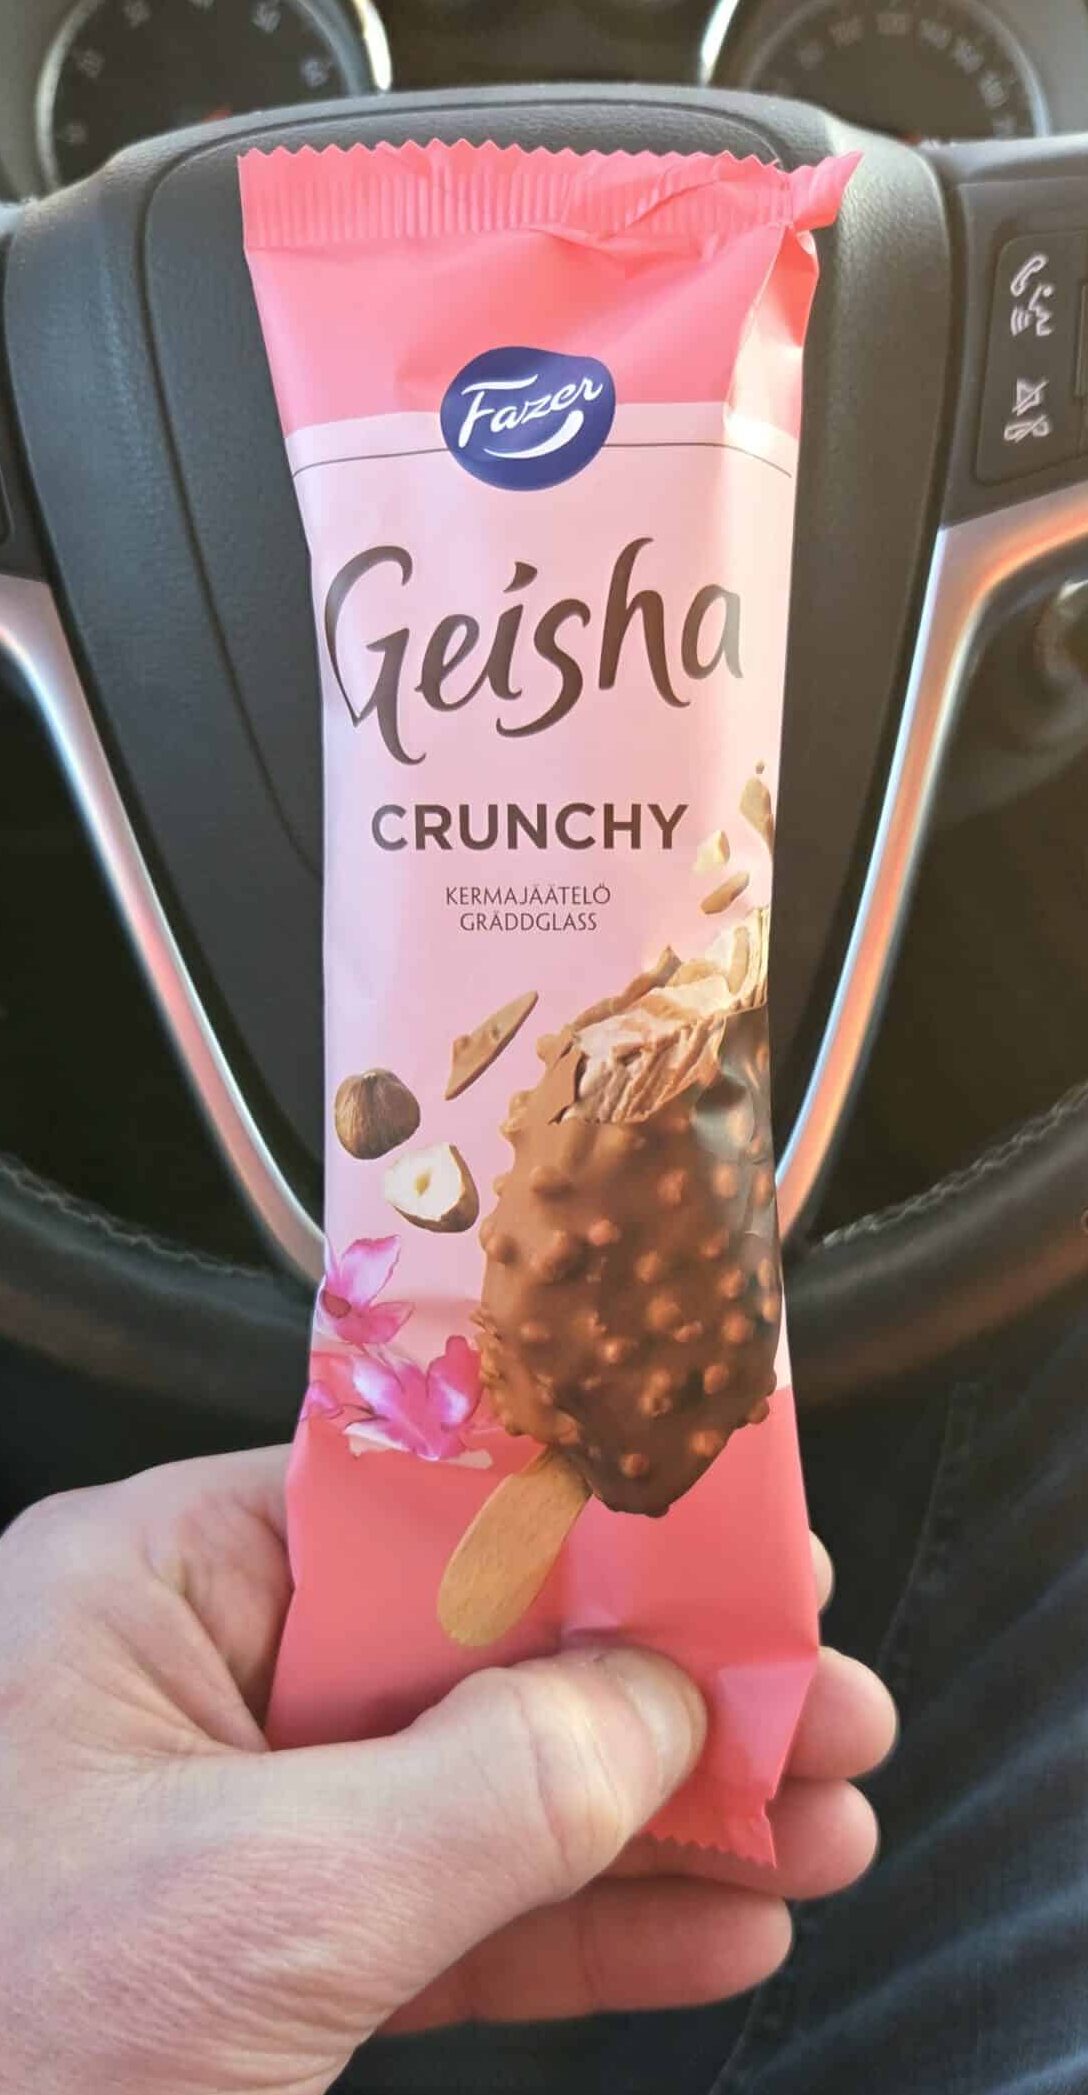 Fazer
Geisha
CRUNCHY
KERMAJÄÄTELÖ
GRÄDDGLASS